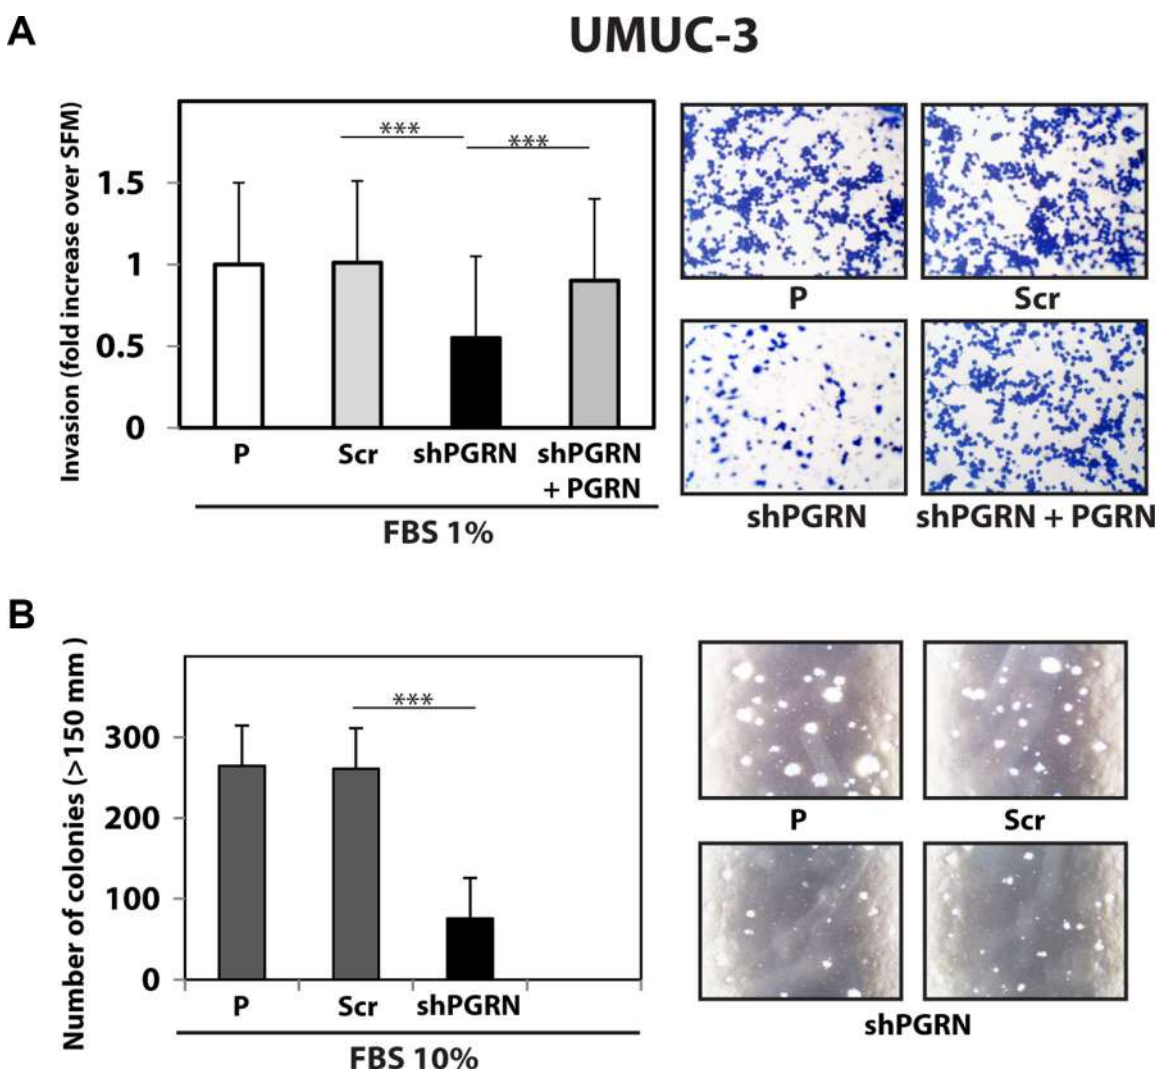 A
UMUC-3
Invasion (fold increase over SFM)
1.5
1
0.5
0
***
***
P
Scr
shPGRN
shPGRN
+ PGRN
FBS 1%
P
Scr
shPGRN
shPGRN + PGRN
B
Number of colonies (>150 mm )
300
200
100
0
***
P
Scr
shPGRN
FBS 10%
P
Scr
shPGRN